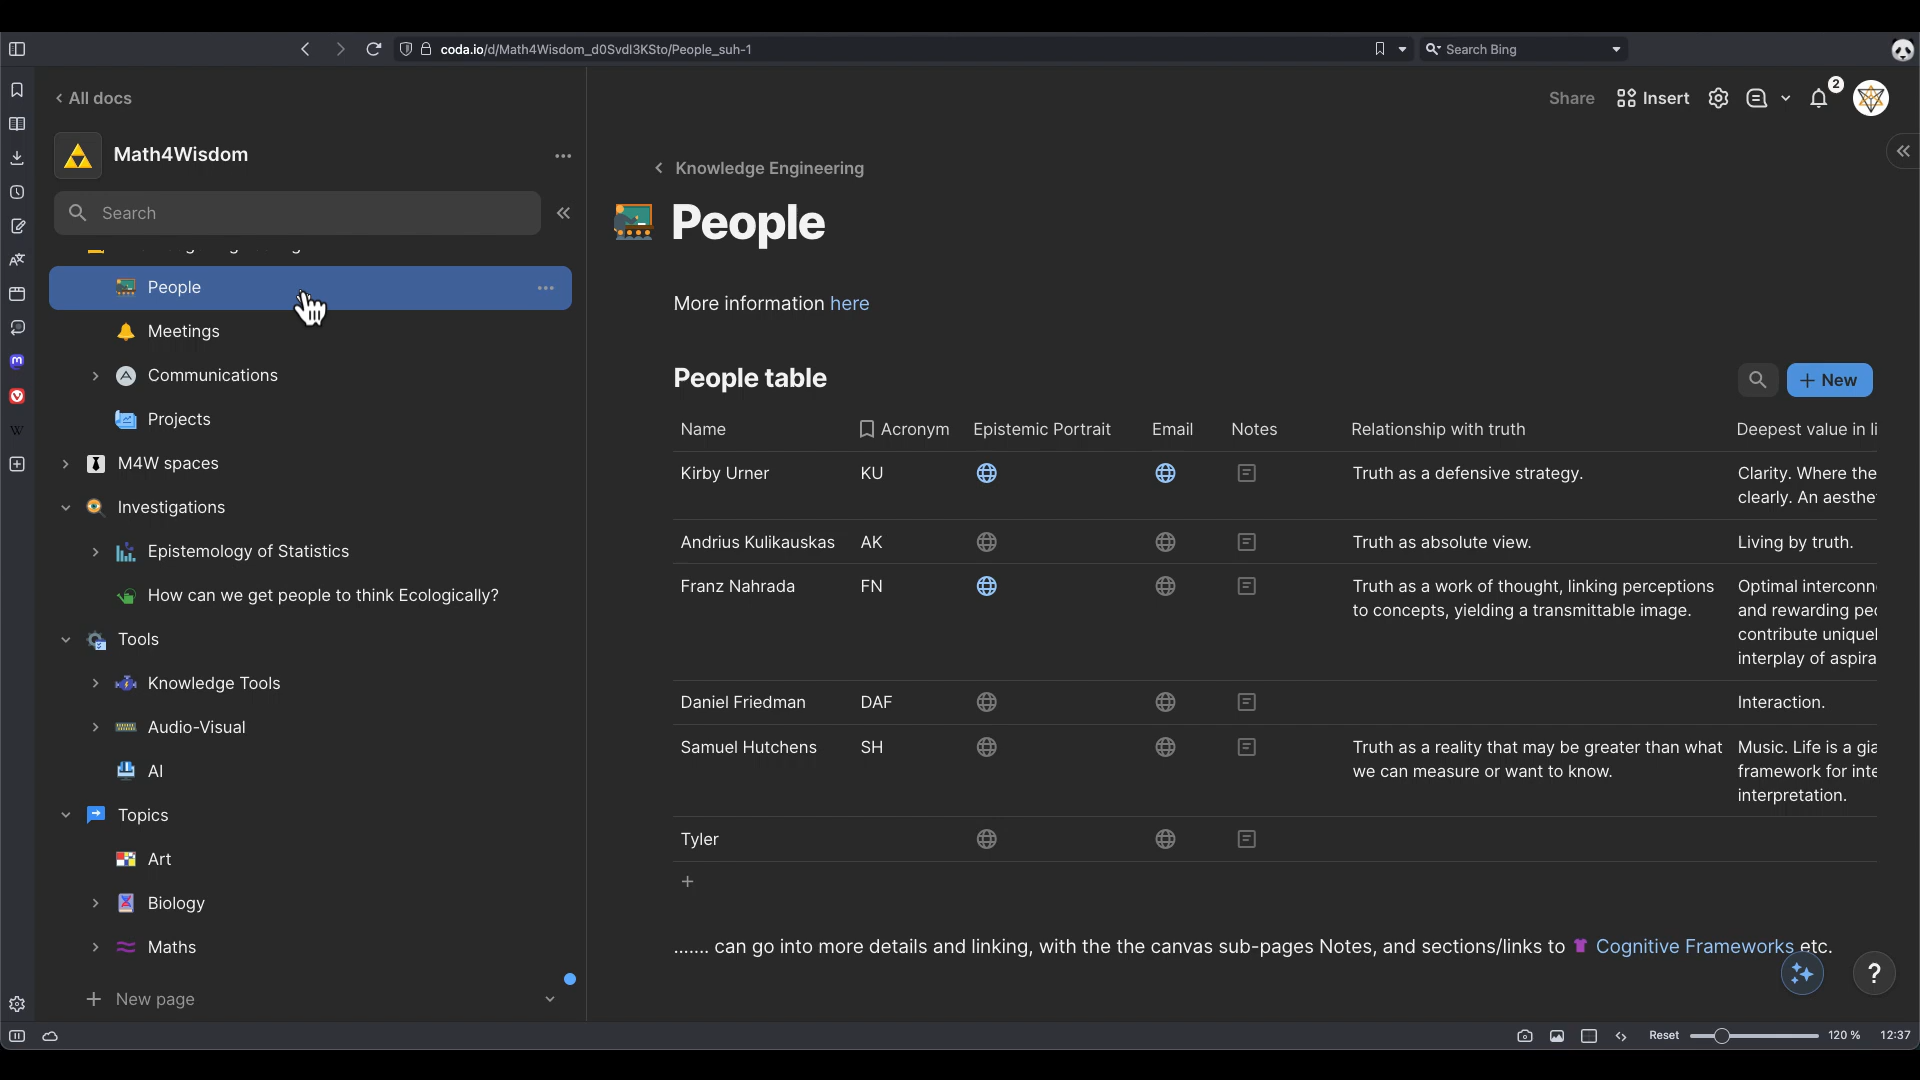 coda.io/d/Math4Wisdom_d0Svdl3KSto/People_suh-1
Search Bing
All docs
Share
Insert
2
Math4Wisdom
Search
People
Meetings
Communications
Projects
M4W spaces
Investigations
Epistemology of Statistics
How can we get people to think Ecologically?
Tools
Knowledge Tools
Audio-Visual
AI
Topics
Art
Biology
Maths
New page
Knowledge Engineering
People
More information here
People table
New
Name Acronym Epistemic Portrait Email Notes Relationship with truth Deepest value in li
Kirby Urner KU Truth as a defensive strategy. Clarity. Where the
clearly. An aesthe
Andrius Kulikauskas AK Truth as absolute view. Living by truth.
Franz Nahrada FN Truth as a work of thought, linking perceptions Optimal interconn
to concepts, yielding a transmittable image. and rewarding pe
contribute unique
interplay of aspira
Daniel Friedman DAF Interaction.
Samuel Hutchens SH Truth as a reality that may be greater than what Music. Life is a gia
we can measure or want to know. framework for inte
interpretation.
Tyler
....... can go into more details and linking, with the the canvas sub-pages Notes, and sections/links to Cognitive Frameworks etc.
Reset 120 % 12:37